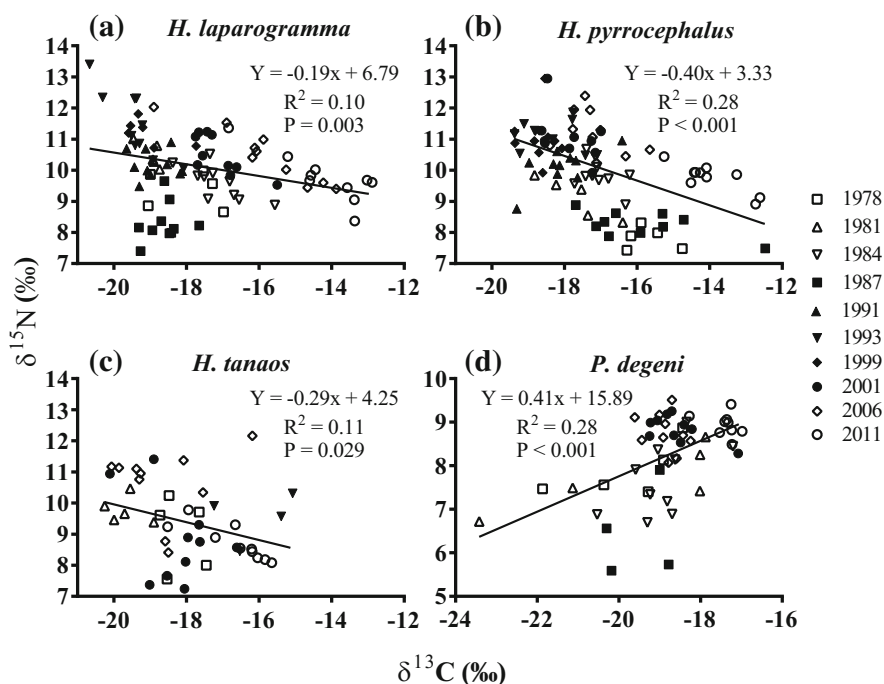 (a) H. laparogramma
Y = -0.19x + 6.79
R² = 0.10
P = 0.003
14
13
12
11
10
9
8
7
-20 -18 -16 -14 -12
(b) H. pyrrocephalus
Y = -0.40x + 3.33
R² = 0.28
P < 0.001
14
13
12
11
10
9
8
7
-20 -18 -16 -14 -12
(c) H. tanaos
Y = -0.29x + 4.25
R² = 0.11
P = 0.029
14
13
12
11
10
9
8
7
-20 -18 -16 -14 -12
(d) P. degeni
Y = 0.41x + 15.89
R² = 0.28
P < 0.001
10
9
8
7
6
5
-24 -22 -20 -18 -16
δ¹⁵N (‰)
δ¹³C (‰)
1978
1981
1984
1987
1991
1993
1999
2001
2006
2011